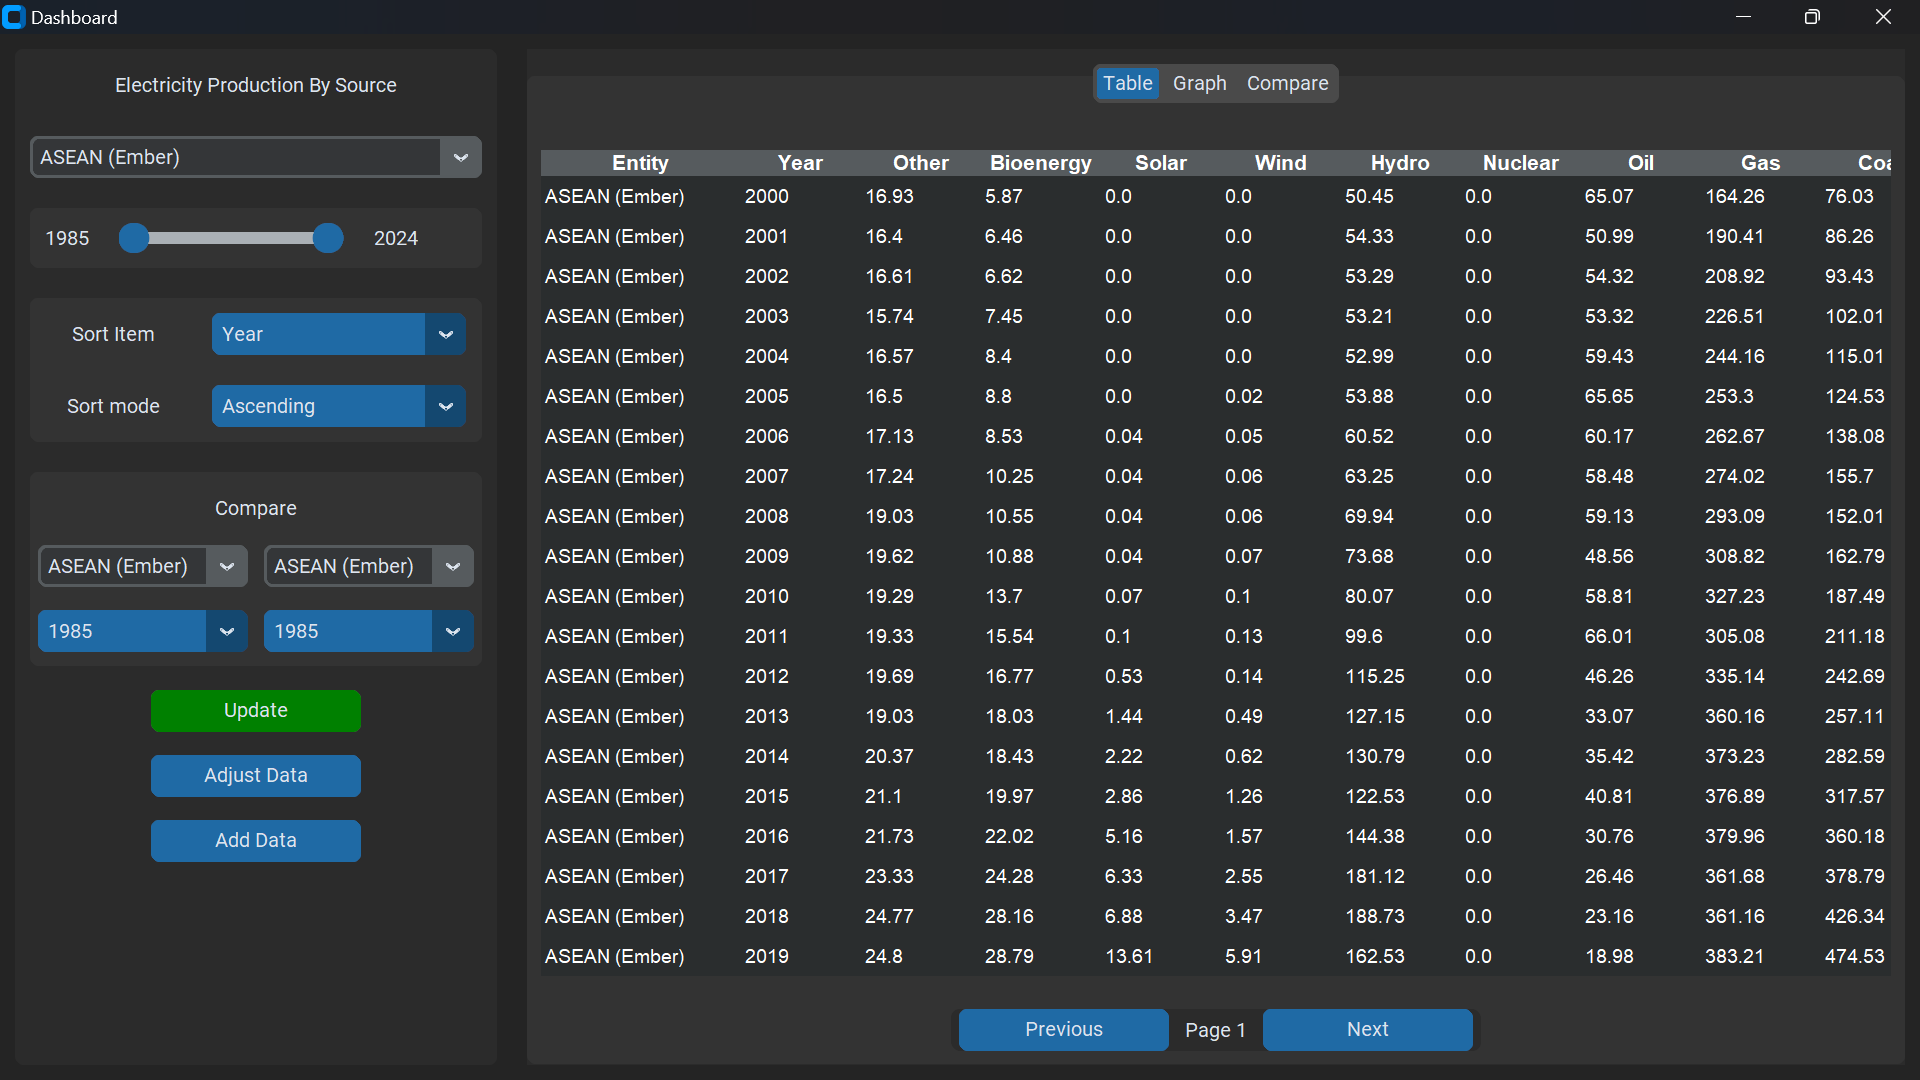 Dashboard
Electricity Production By Source
ASEAN (Ember)
1985 2024
Sort Item Year
Sort mode Ascending
Compare
ASEAN (Ember) ASEAN (Ember)
1985 1985
Update
Adjust Data
Add Data
Table Graph Compare
Entity Year Other Bioenergy Solar Wind Hydro Nuclear Oil Gas Coa
ASEAN (Ember) 2000 16.93 5.87 0.0 0.0 50.45 0.0 65.07 164.26 76.03
ASEAN (Ember) 2001 16.4 6.46 0.0 0.0 54.33 0.0 50.99 190.41 86.26
ASEAN (Ember) 2002 16.61 6.62 0.0 0.0 53.29 0.0 54.32 208.92 93.43
ASEAN (Ember) 2003 15.74 7.45 0.0 0.0 53.21 0.0 53.32 226.51 102.01
ASEAN (Ember) 2004 16.57 8.4 0.0 0.0 52.99 0.0 59.43 244.16 115.01
ASEAN (Ember) 2005 16.5 8.8 0.0 0.02 53.88 0.0 65.65 253.3 124.53
ASEAN (Ember) 2006 17.13 8.53 0.04 0.05 60.52 0.0 60.17 262.67 138.08
ASEAN (Ember) 2007 17.24 10.25 0.04 0.06 63.25 0.0 58.48 274.02 155.7
ASEAN (Ember) 2008 19.03 10.55 0.04 0.06 69.94 0.0 59.13 293.09 152.01
ASEAN (Ember) 2009 19.62 10.88 0.04 0.07 73.68 0.0 48.56 308.82 162.79
ASEAN (Ember) 2010 19.29 13.7 0.07 0.1 80.07 0.0 58.81 327.23 187.49
ASEAN (Ember) 2011 19.33 15.54 0.1 0.13 99.6 0.0 66.01 305.08 211.18
ASEAN (Ember) 2012 19.69 16.77 0.53 0.14 115.25 0.0 46.26 335.14 242.69
ASEAN (Ember) 2013 19.03 18.03 1.44 0.49 127.15 0.0 33.07 360.16 257.11
ASEAN (Ember) 2014 20.37 18.43 2.22 0.62 130.79 0.0 35.42 373.23 282.59
ASEAN (Ember) 2015 21.1 19.97 2.86 1.26 122.53 0.0 40.81 376.89 317.57
ASEAN (Ember) 2016 21.73 22.02 5.16 1.57 144.38 0.0 30.76 379.96 360.18
ASEAN (Ember) 2017 23.33 24.28 6.33 2.55 181.12 0.0 26.46 361.68 378.79
ASEAN (Ember) 2018 24.77 28.16 6.88 3.47 188.73 0.0 23.16 361.16 426.34
ASEAN (Ember) 2019 24.8 28.79 13.61 5.91 162.53 0.0 18.98 383.21 474.53
Previous Page 1 Next